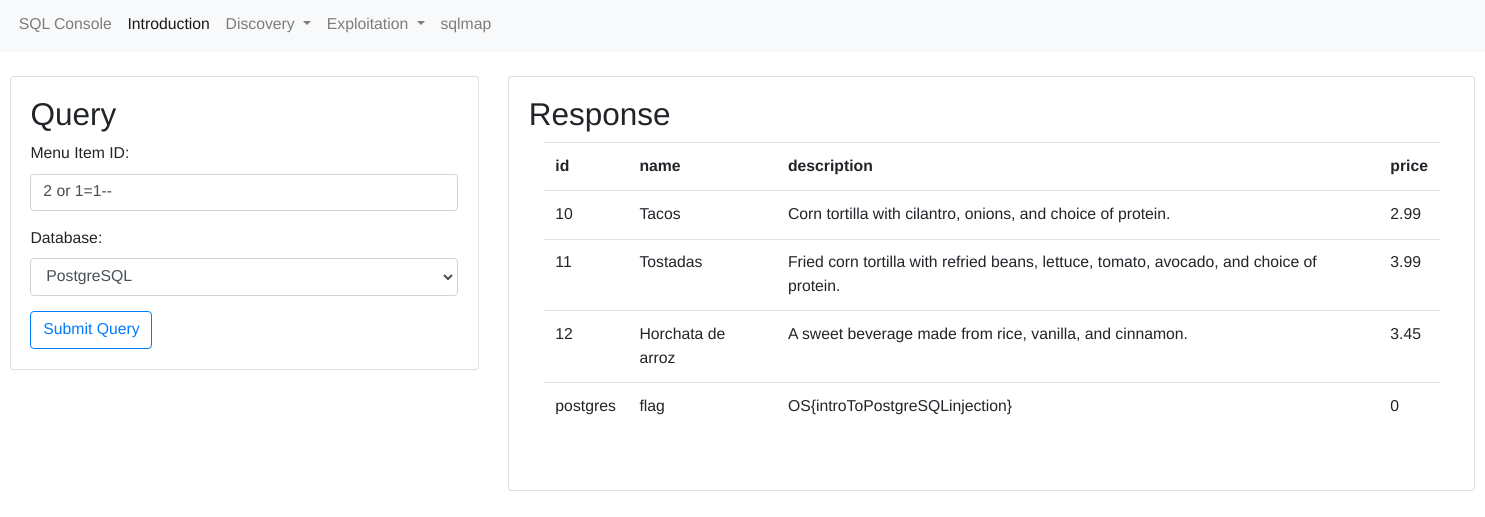 SQL Console Introduction Discovery Exploitation sqlmap
Query
Menu Item ID:
2 or 1=1--
Database:
PostgreSQL
Submit Query
Response
id name description price
10 Tacos Corn tortilla with cilantro, onions, and choice of protein. 2.99
11 Tostadas Fried corn tortilla with refried beans, lettuce, tomato, avocado, and choice of 3.99
protein.
12 Horchata de A sweet beverage made from rice, vanilla, and cinnamon. 3.45
arroz
postgres flag OS{introToPostgreSQLinjection} 0